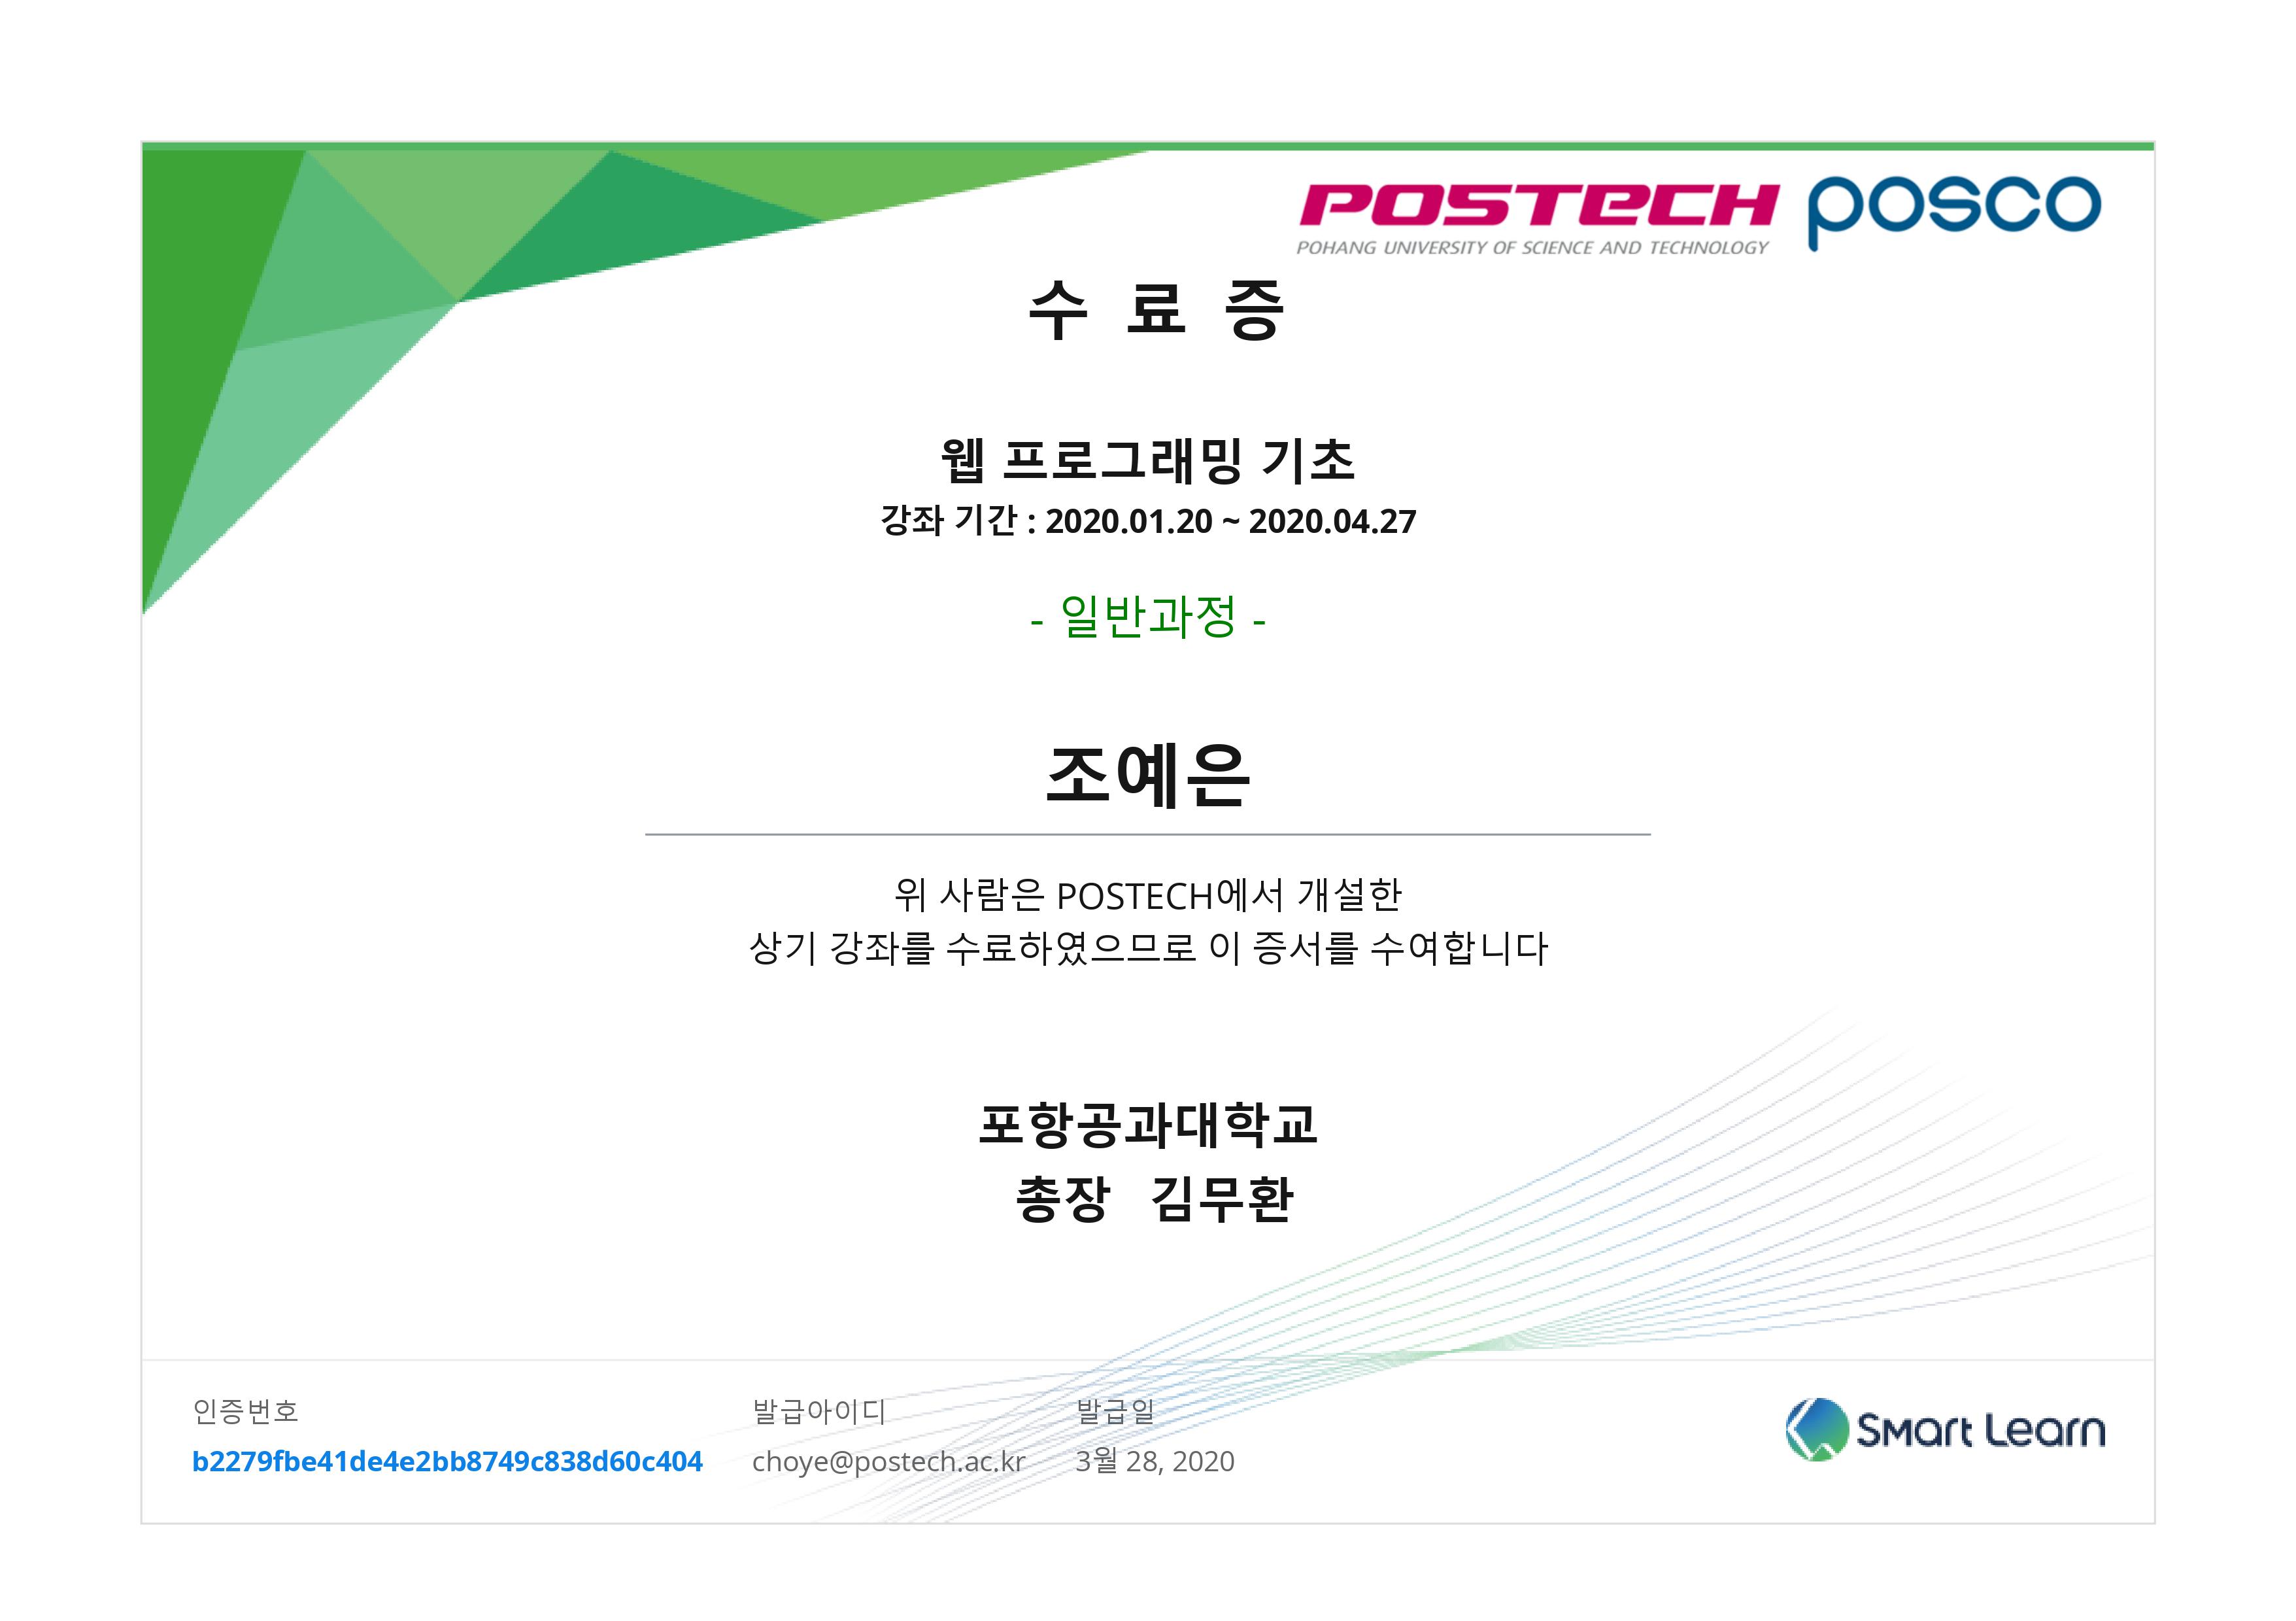 POSTECH posco
POHANG UNIVERSITY OF SCIENCE AND TECHNOLOGY
수 료 증
웹 프로그래밍 기초
강좌 기간 : 2020.01.20 ~ 2020.04.27
- 일반과정 -
조예은
위 사람은 POSTECH에서 개설한
상기 강좌를 수료하였으므로 이 증서를 수여합니다
포항공과대학교
총장 김무환
인증번호 발급아이디 발급일
b2279fbe41de4e2bb8749c838d60c404 choye@postech.ac.kr 3월 28, 2020
Smart Learn